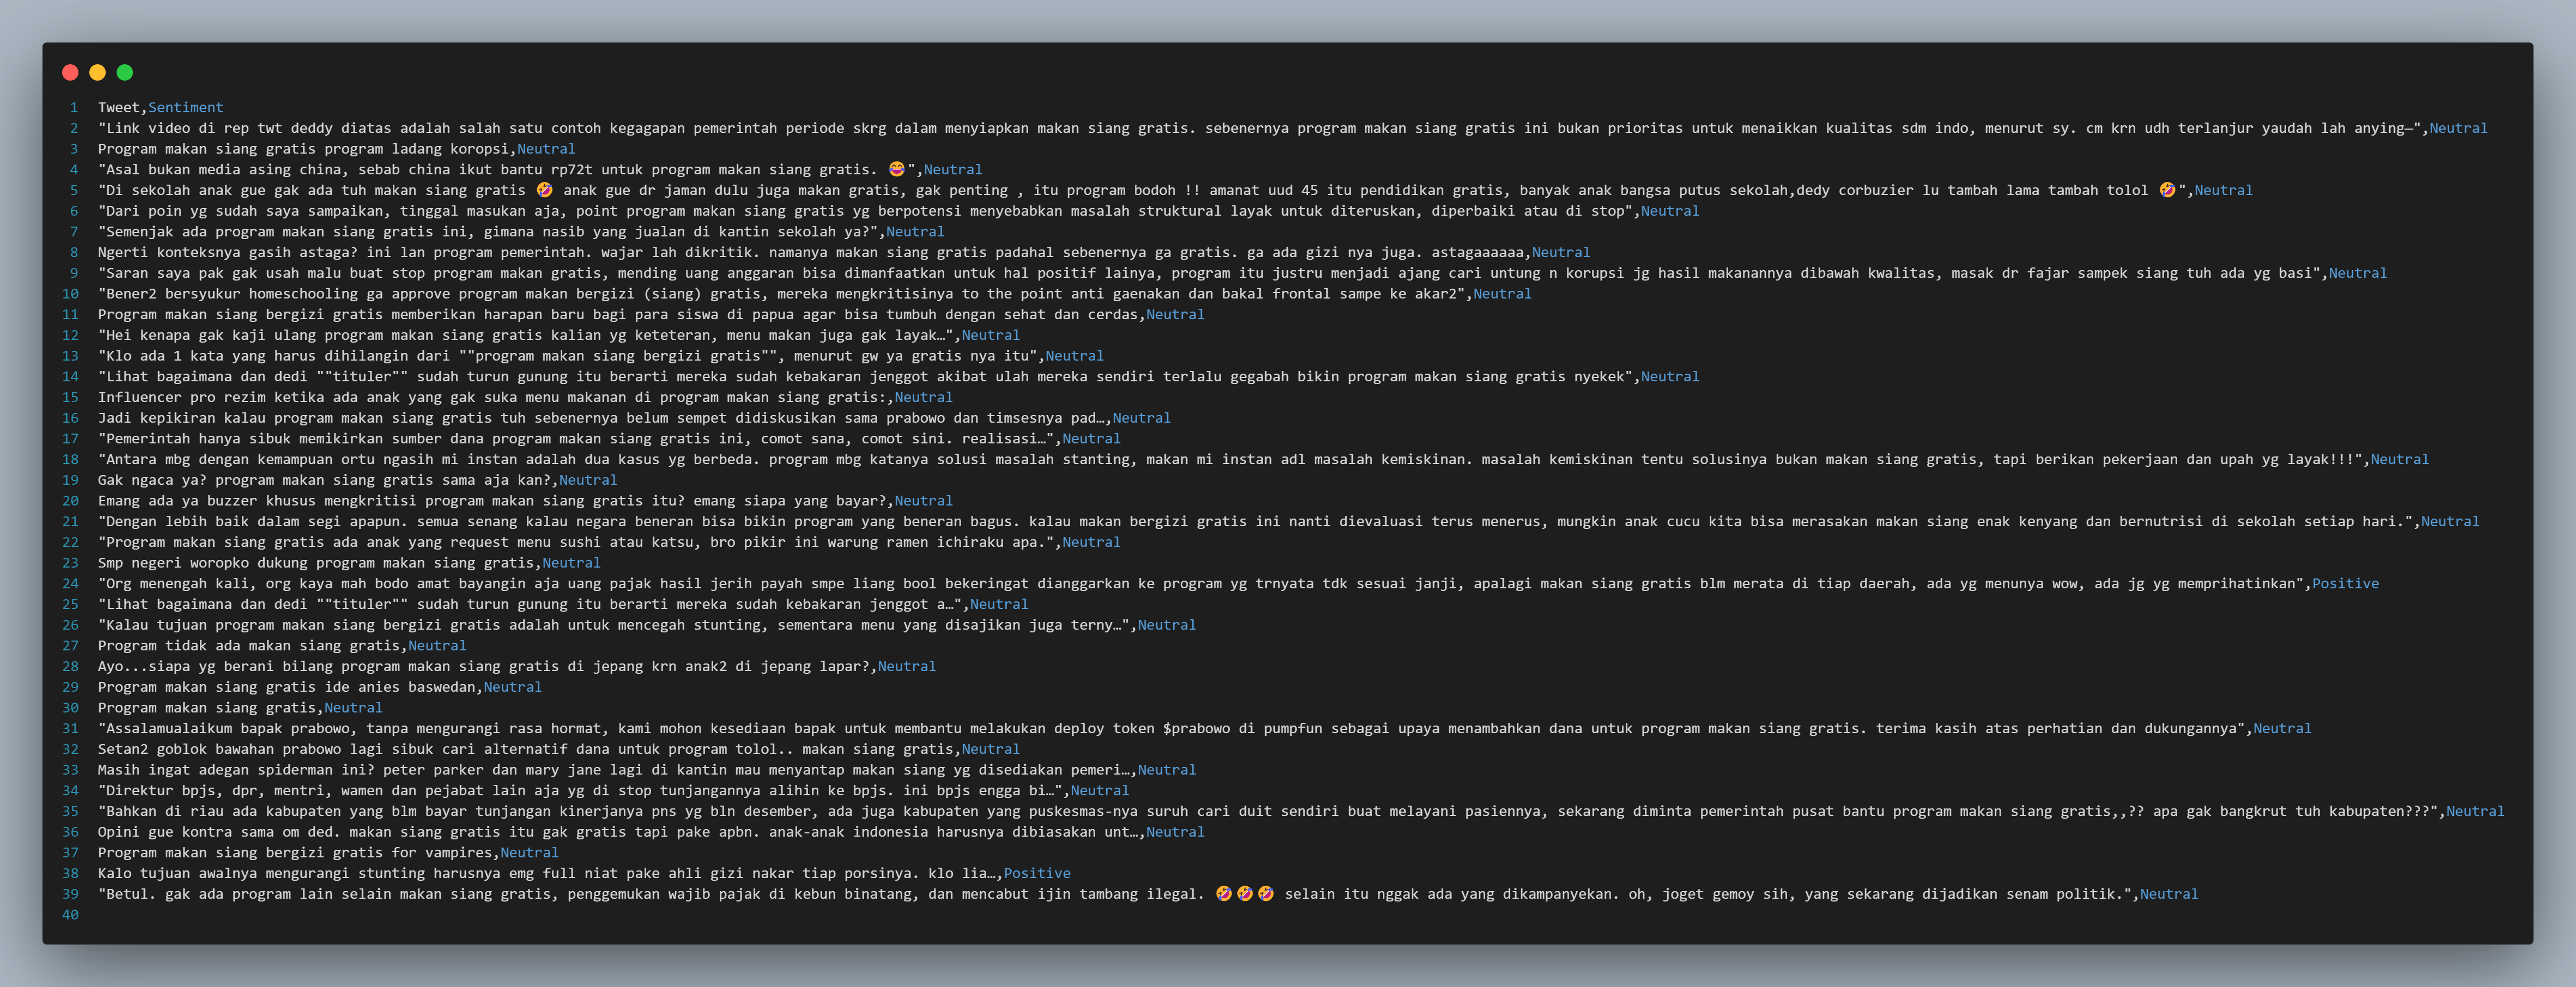 1 Tweet,Sentiment
2 "Link video di rep twt deddy diatas adalah salah satu contoh kegagapan pemerintah periode skrg dalam menyiapkan makan siang gratis. sebenernya program makan siang gratis ini bukan prioritas untuk menaikkan kualitas sdm indo, menurut sy. cm krn udh terlanjur yaudah lah anying—",Neutral
3 Program makan siang gratis program ladang koropsi,Neutral
4 "Asal bukan media asing china, sebab china ikut bantu rp72t untuk program makan siang gratis. 😂",Neutral
5 "Di sekolah anak gue gak ada tuh makan siang gratis 🤣 anak gue dr jaman dulu juga makan gratis, gak penting , itu program bodoh !! amanat uud 45 itu pendidikan gratis, banyak anak bangsa putus sekolah,dedy corbuzier lu tambah lama tambah tolol 🤣",Neutral
6 "Dari poin yg sudah saya sampaikan, tinggal masukan aja, point program makan siang gratis yg berpotensi menyebabkan masalah struktural layak untuk diteruskan, diperbaiki atau di stop",Neutral
7 "Semenjak ada program makan siang gratis ini, gimana nasib yang jualan di kantin sekolah ya?",Neutral
8 Ngerti konteksnya gasih astaga? ini lan program pemerintah. wajar lah dikritik. namanya makan siang gratis padahal sebenernya ga gratis. ga ada gizi nya juga. astagaaaaaa,Neutral
9 "Saran saya pak gak usah malu buat stop program makan gratis, mending uang anggaran bisa dimanfaatkan untuk hal positif lainya, program itu justru menjadi ajang cari untung n korupsi jg hasil makanannya dibawah kwalitas, masak dr fajar sampek siang tuh ada yg basi",Neutral
10 "Bener2 bersyukur homeschooling ga approve program makan bergizi (siang) gratis, mereka mengkritisinya to the point anti gaenakan dan bakal frontal sampe ke akar2",Neutral
11 Program makan siang bergizi gratis memberikan harapan baru bagi para siswa di papua agar bisa tumbuh dengan sehat dan cerdas,Neutral
12 "Hei kenapa gak kaji ulang program makan siang gratis kalian yg keteteran, menu makan juga gak layak…",Neutral
13 "Klo ada 1 kata yang harus dihilangin dari ""program makan siang bergizi gratis"", menurut gw ya gratis nya itu",Neutral
14 "Lihat bagaimana dan dedi ""tituler"" sudah turun gunung itu berarti mereka sudah kebakaran jenggot akibat ulah mereka sendiri terlalu gegabah bikin program makan siang gratis nyekek",Neutral
15 Influencer pro rezim ketika ada anak yang gak suka menu makanan di program makan siang gratis:,Neutral
16 Jadi kepikiran kalau program makan siang gratis tuh sebenernya belum sempet didiskusikan sama prabowo dan timsesnya pad…,Neutral
17 "Pemerintah hanya sibuk memikirkan sumber dana program makan siang gratis ini, comot sana, comot sini. realisasi…",Neutral
18 "Antara mbg dengan kemampuan ortu ngasih mi instan adalah dua kasus yg berbeda. program mbg katanya solusi masalah stanting, makan mi instan adl masalah kemiskinan. masalah kemiskinan tentu solusinya bukan makan siang gratis, tapi berikan pekerjaan dan upah yg layak!!!",Neutral
19 Gak ngaca ya? program makan siang gratis sama aja kan?,Neutral
20 Emang ada ya buzzer khusus mengkritisi program makan siang gratis itu? emang siapa yang bayar?,Neutral
21 "Dengan lebih baik dalam segi apapun. semua senang kalau negara beneran bisa bikin program yang beneran bagus. kalau makan bergizi gratis ini nanti dievaluasi terus menerus, mungkin anak cucu kita bisa merasakan makan siang enak kenyang dan bernutrisi di sekolah setiap hari.",Neutral
22 "Program makan siang gratis ada anak yang request menu sushi atau katsu, bro pikir ini warung ramen ichiraku apa.",Neutral
23 Smp negeri woropko dukung program makan siang gratis,Neutral
24 "Org menengah kali, org kaya mah bodo amat bayangin aja uang pajak hasil jerih payah smpe liang bool bekeringat dianggarkan ke program yg trnyata tdk sesuai janji, apalagi makan siang gratis blm merata di tiap daerah, ada yg menunya wow, ada jg yg memprihatinkan",Positive
25 "Lihat bagaimana dan dedi ""tituler"" sudah turun gunung itu berarti mereka sudah kebakaran jenggot a…",Neutral
26 "Kalau tujuan program makan siang bergizi gratis adalah untuk mencegah stunting, sementara menu yang disajikan juga terny…",Neutral
27 Program tidak ada makan siang gratis,Neutral
28 Ayo...siapa yg berani bilang program makan siang gratis di jepang krn anak2 di jepang lapar?,Neutral
29 Program makan siang gratis ide anies baswedan,Neutral
30 Program makan siang gratis,Neutral
31 "Assalamualaikum bapak prabowo, tanpa mengurangi rasa hormat, kami mohon kesediaan bapak untuk membantu melakukan deploy token $prabowo di pumpfun sebagai upaya menambahkan dana untuk program makan siang gratis. terima kasih atas perhatian dan dukungannya",Neutral
32 Setan2 goblok bawahan prabowo lagi sibuk cari alternatif dana untuk program tolol.. makan siang gratis,Neutral
33 Masih ingat adegan spiderman ini? peter parker dan mary jane lagi di kantin mau menyantap makan siang yg disediakan pemeri…,Neutral
34 "Direktur bpjs, dpr, mentri, wamen dan pejabat lain aja yg di stop tunjangannya alihin ke bpjs. ini bpjs engga bi…",Neutral
35 "Bahkan di riau ada kabupaten yang blm bayar tunjangan kinerjanya pns yg bln desember, ada juga kabupaten yang puskesmas-nya suruh cari duit sendiri buat melayani pasiennya, sekarang diminta pemerintah pusat bantu program makan siang gratis,,?? apa gak bangkrut tuh kabupaten???",Neutral
36 Opini gue kontra sama om ded. makan siang gratis itu gak gratis tapi pake apbn. anak-anak indonesia harusnya dibiasakan unt…,Neutral
37 Program makan siang bergizi gratis for vampires,Neutral
38 Kalo tujuan awalnya mengurangi stunting harusnya emg full niat pake ahli gizi nakar tiap porsinya. klo lia…,Positive
39 "Betul. gak ada program lain selain makan siang gratis, penggemukan wajib pajak di kebun binatang, dan mencabut ijin tambang ilegal. 🤣🤣🤣 selain itu nggak ada yang dikampanyekan. oh, joget gemoy sih, yang sekarang dijadikan senam politik.",Neutral
40